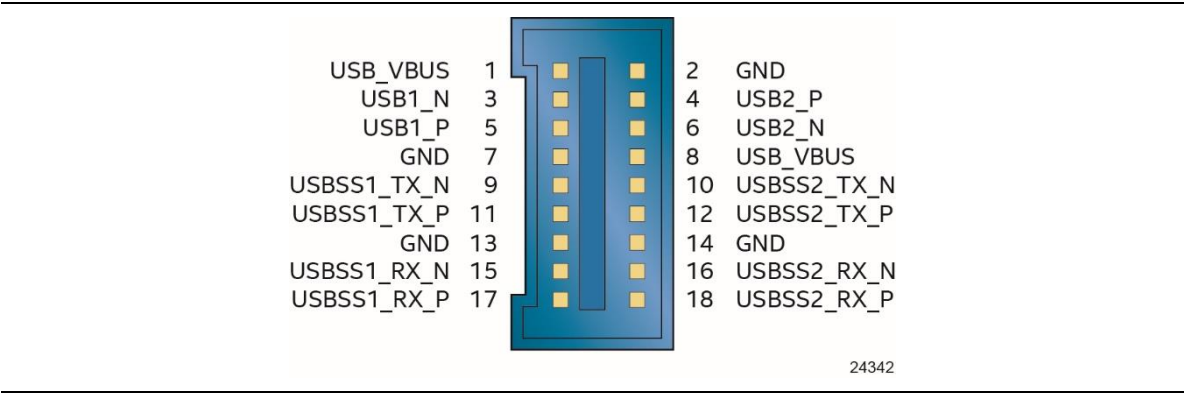 USB_VBUS 1 2 GND
USB1_N 3 4 USB2_P
USB1_P 5 6 USB2_N
GND 7 8 USB_VBUS
USBSS1_TX_N 9 10 USBSS2_TX_N
USBSS1_TX_P 11 12 USBSS2_TX_P
GND 13 14 GND
USBSS1_RX_N 15 16 USBSS2_RX_N
USBSS1_RX_P 17 18 USBSS2_RX_P
24342